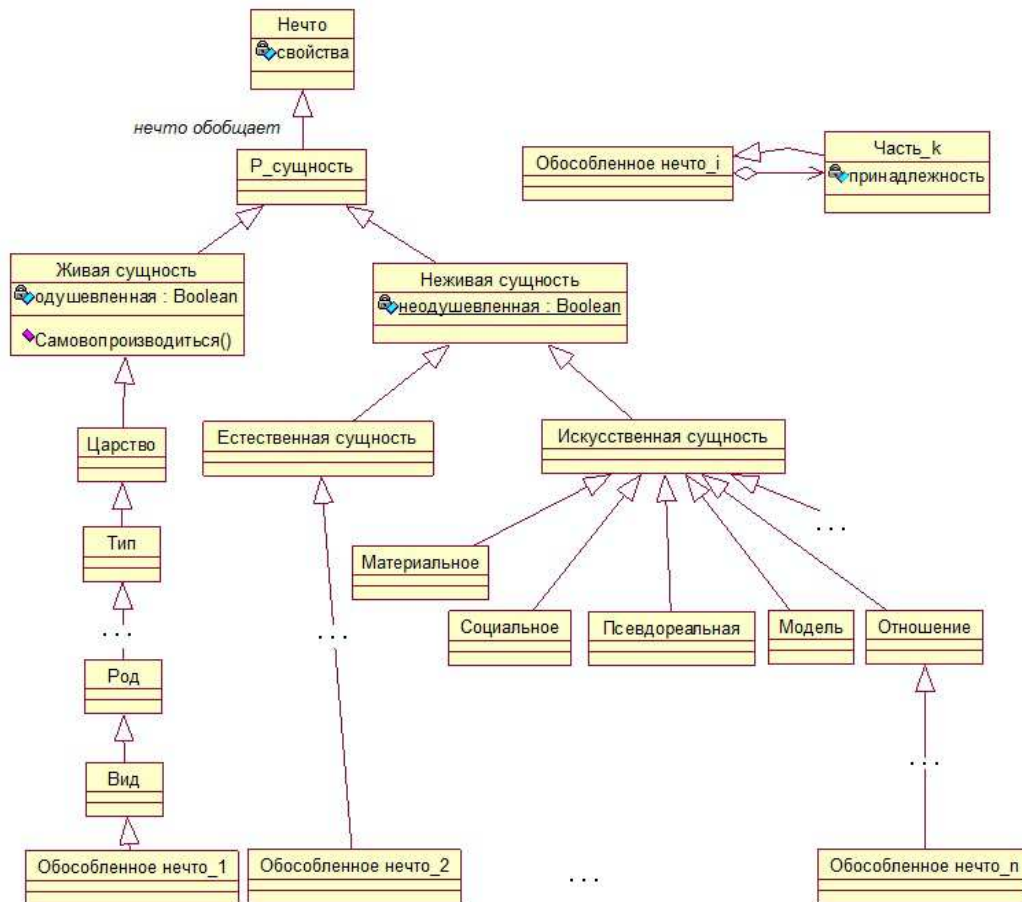 Нечто
свойства
нечто обобщает
Р_сущность
Обособленное нечто_i
Часть_k
принадлежность
Живая сущность
одушевленная : Boolean
Самовопроизводиться()
Неживая сущность
неодушевленная : Boolean
Царство
Естественная сущность
Искусственная сущность
Тип
. . .
Материальное
. . .
Социальное
Псевдореальная
Модель
Отношение
. . .
Род
. . .
Вид
Обособленное нечто_1
Обособленное нечто_2
. . .
Обособленное нечто_n